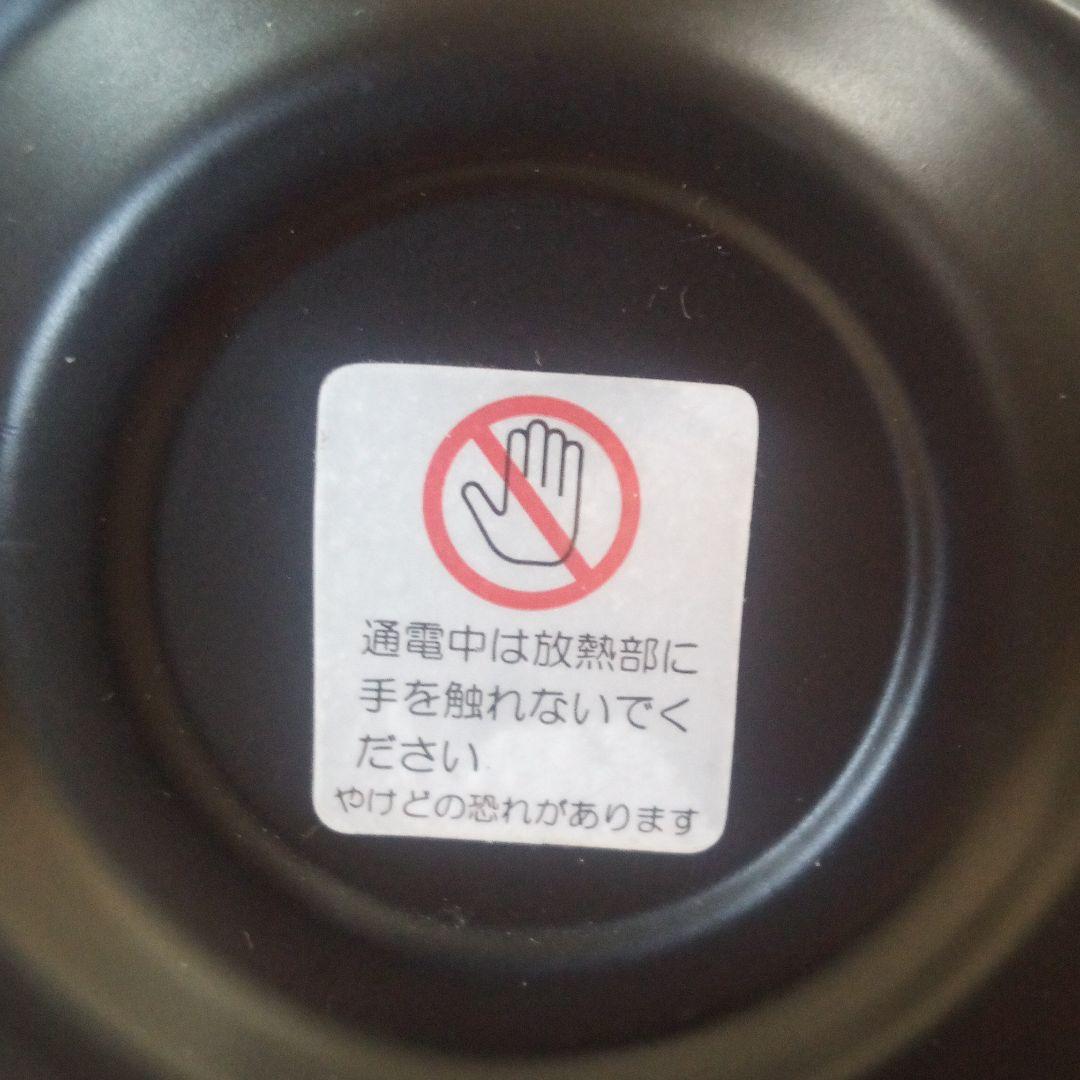 通電中は放熱部に
手を触れないでく
ださい
やけどの恐れがあります